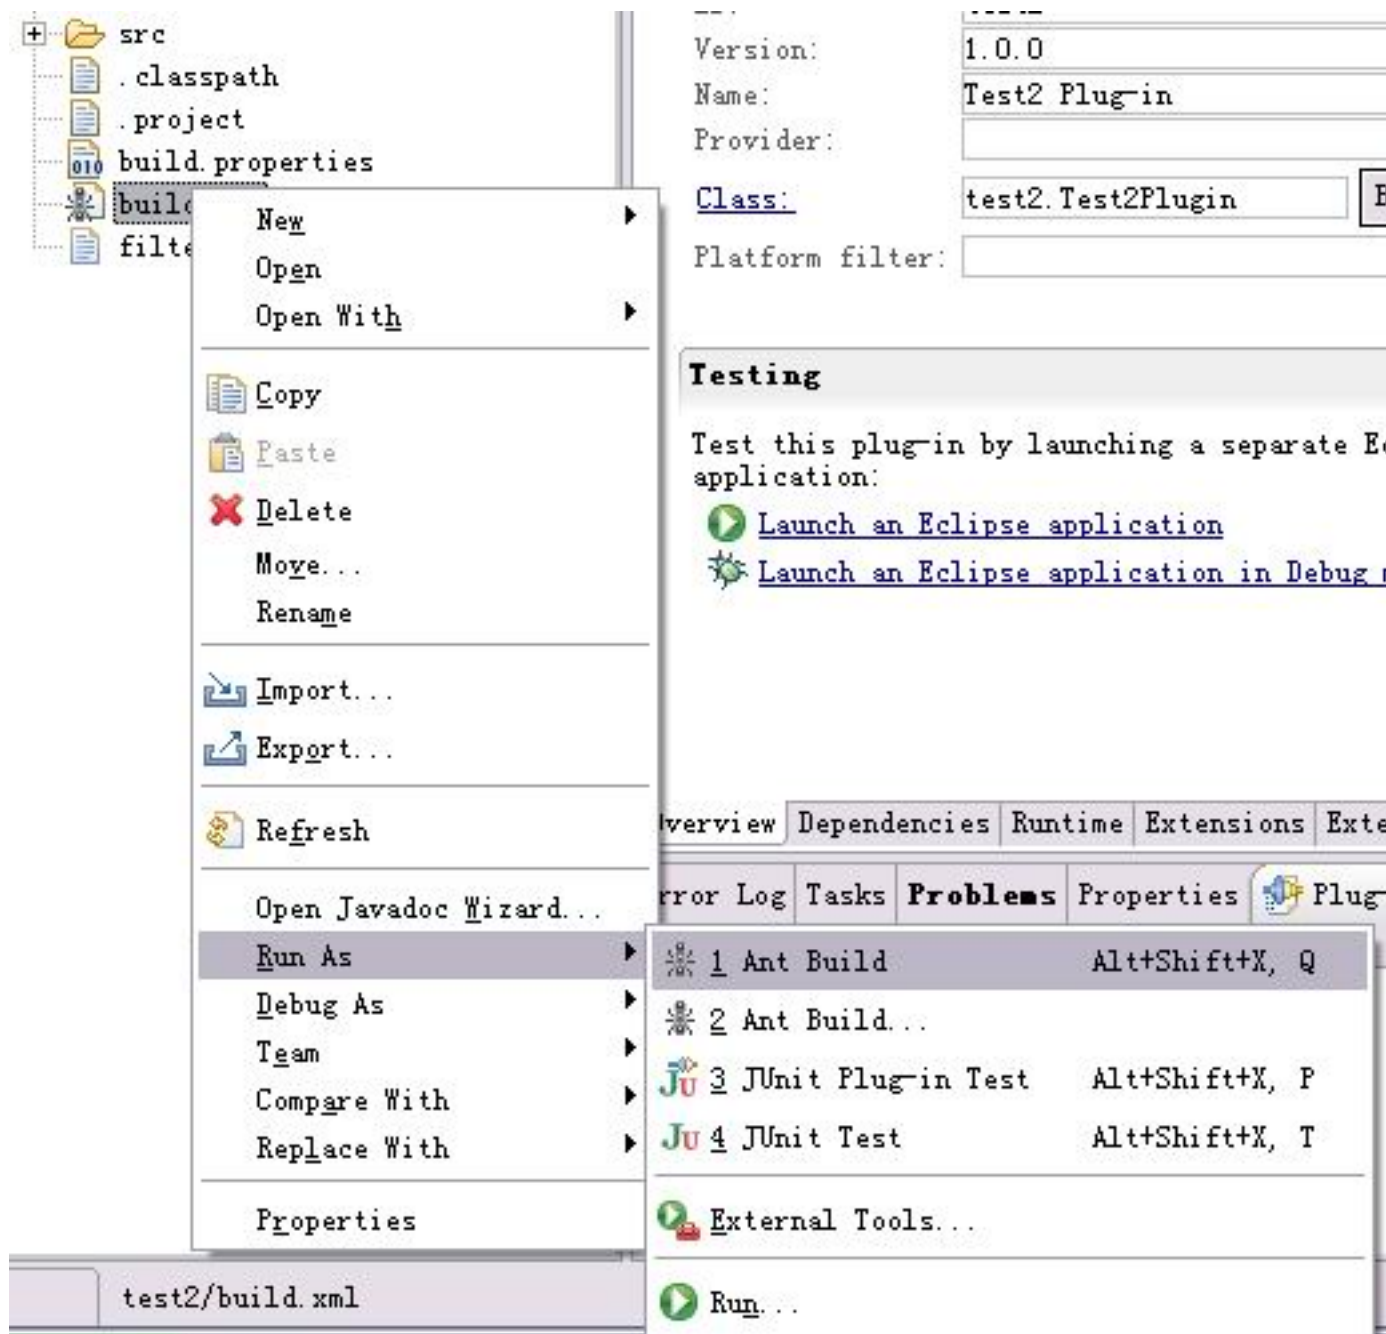 src
.classpath
.project
build.properties
New
Open
Open With
Copy
Paste
Delete
Move...
Rename
Import...
Export...
Refresh
Open Javadoc Wizard...
Run As
Debug As
Team
Compare With
Replace With
Properties
test2/build.xml
Version: 1.0.0
Name: Test2 Plug-in
Provider:
Class: test2.Test2Plugin
Platform filter:
Testing
Test this plug-in by launching a separate
application:
Launch an Eclipse application
Launch an Eclipse application in Debug
verview Dependencies Runtime Extensions Exte
rror Log Tasks Problems Properties Plug-
1 Ant Build Alt+Shift+X, Q
2 Ant Build...
3 JUnit Plug-in Test Alt+Shift+X, P
4 JUnit Test Alt+Shift+X, T
External Tools...
Run...